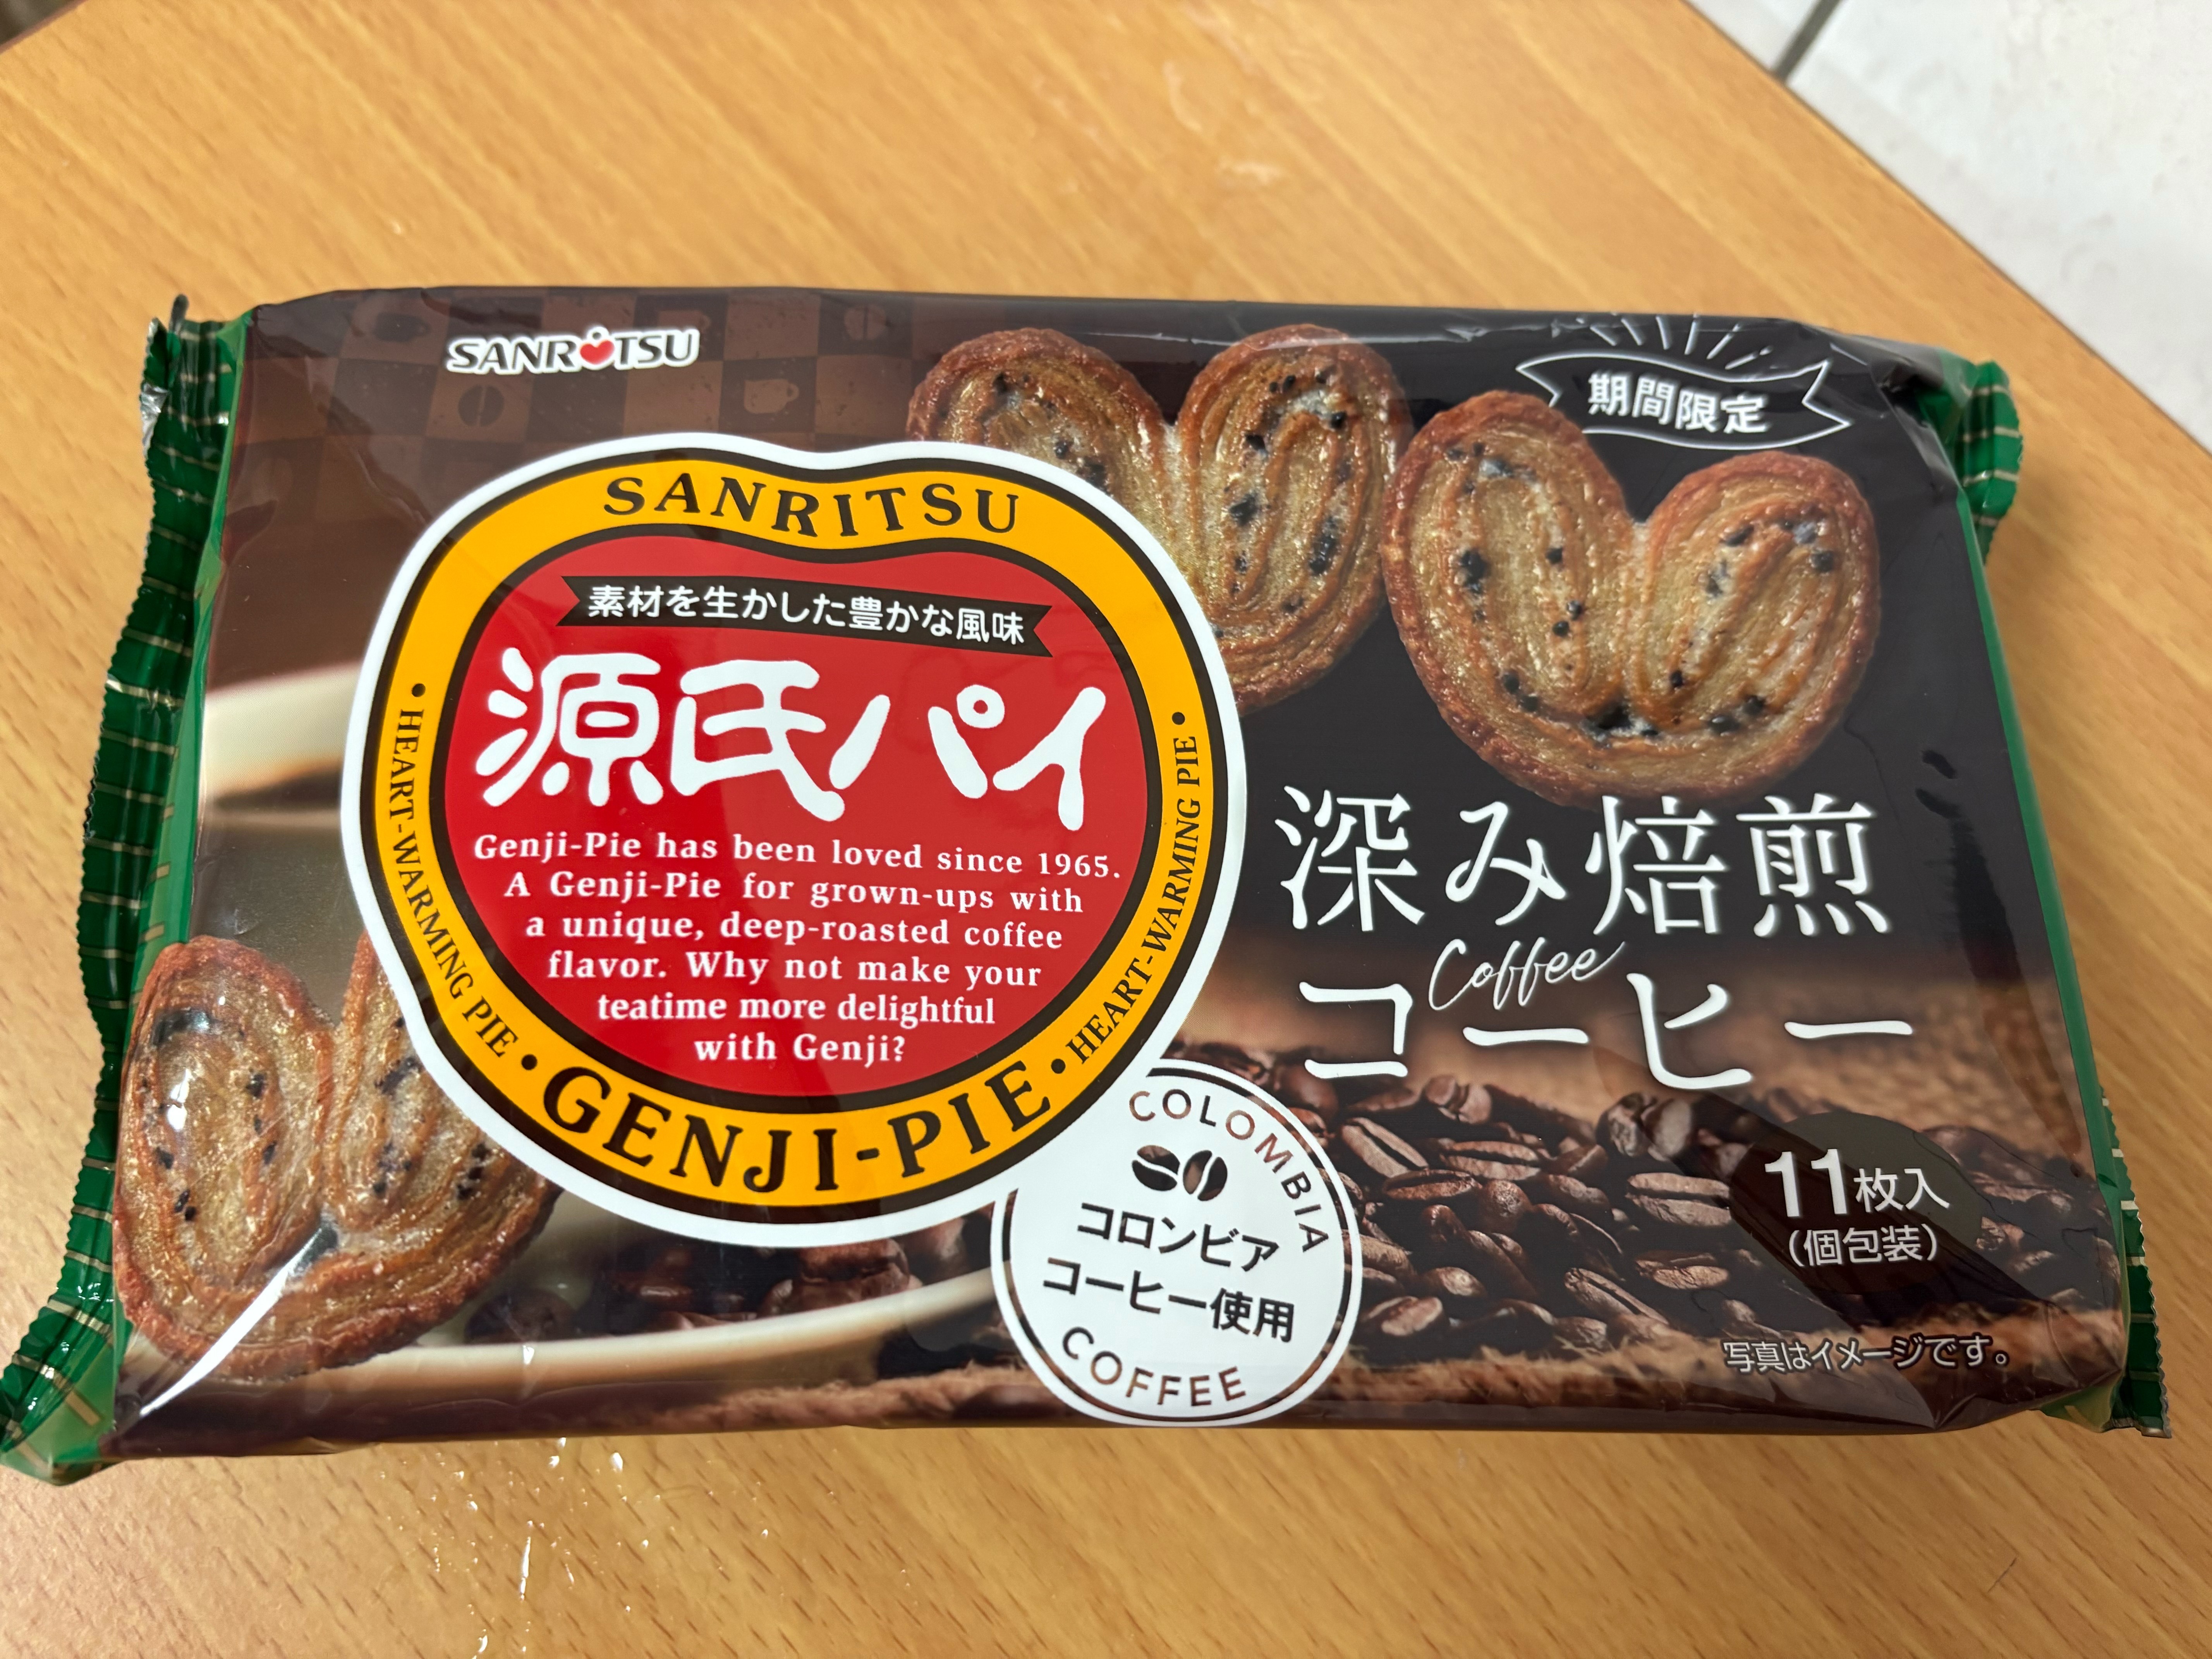 SANRITSU
期間限定
SANRITSU
素材を生かした豊かな風味
源氏パイ
Genji-Pie has been loved since 1965.
A Genji-Pie for grown-ups with
a unique, deep-roasted coffee
flavor. Why not make your
teatime more delightful
with Genji?
• HEART-WARMING PIE •
GENJI-PIE
• HEART-WARMING PIE •
深み焙煎
Coffee
コーヒー
COLOMBIA
コロンビア
コーヒー使用
COFFEE
11枚入
(個包装)
写真はイメージです。